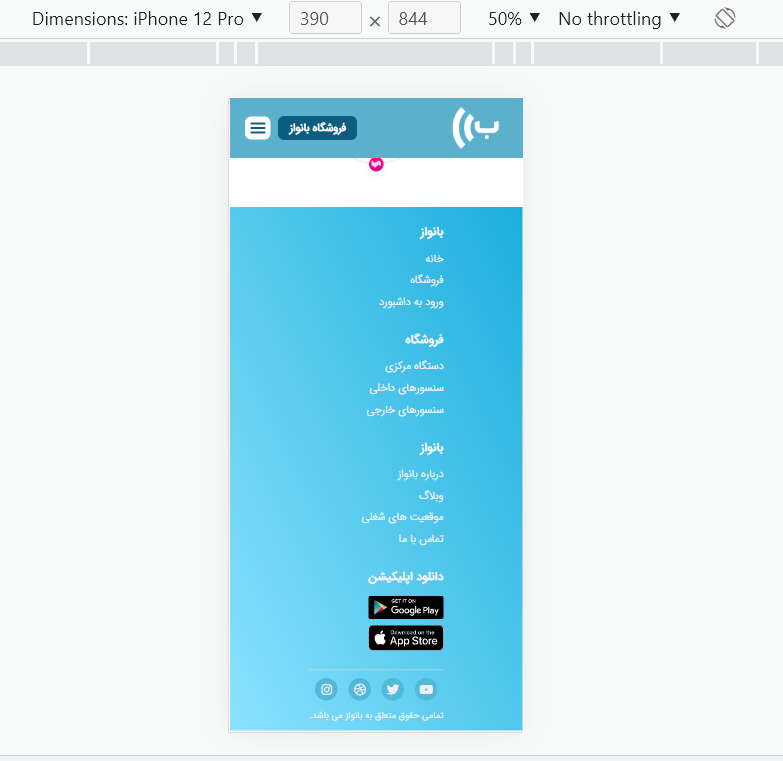 Dimensions: iPhone 12 Pro ▼ 390 × 844 50% ▼ No throttling ▼
فروشگاه بانواز
ب
بانواز
خانه
فروشگاه
ورود به داشبورد
فروشگاه
دستگاه مرکزی
سنسورهای داخلی
سنسورهای خارجی
بانواز
درباره بانواز
وبلاگ
موقعیت های شغلی
تماس با ما
دانلود اپلیکیشن
GET IT ON
Google Play
Download on the
App Store
تمامی حقوق متعلق به بانواز می باشد.